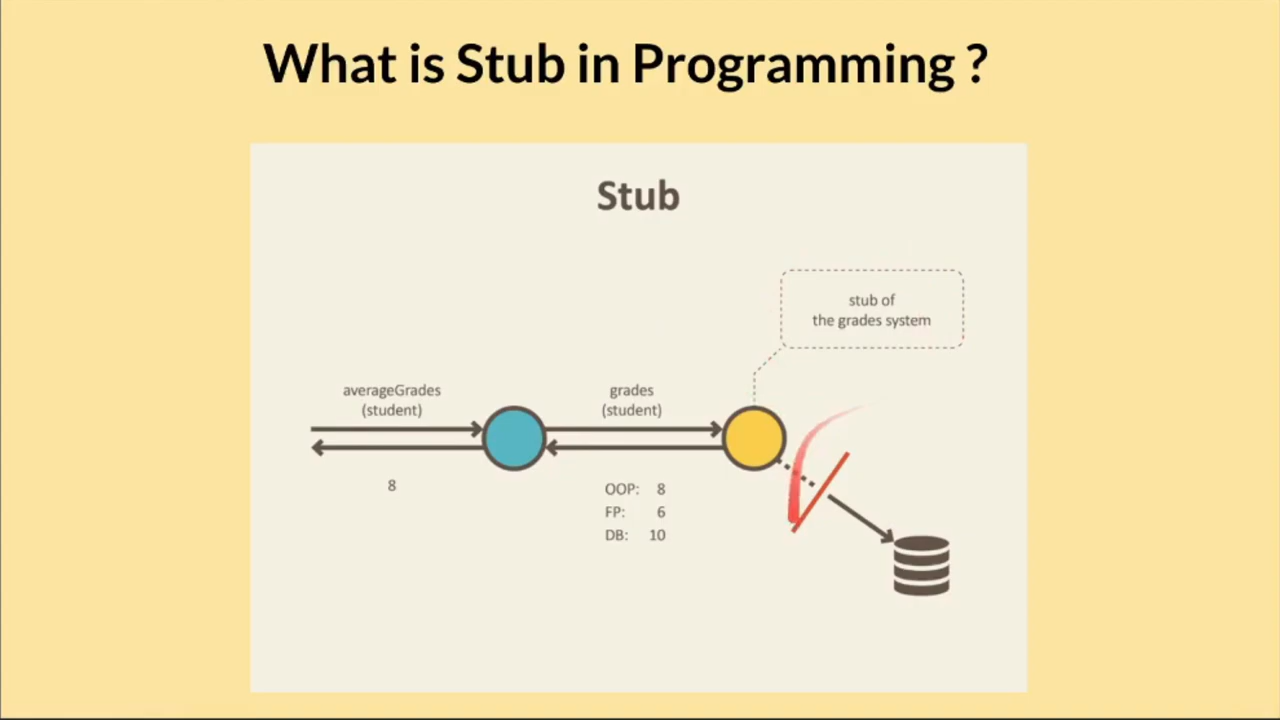 What is Stub in Programming ?
Stub
stub of
the grades system
averageGrades
(student)
grades
(student)
8
OOP: 8
FP: 6
DB: 10